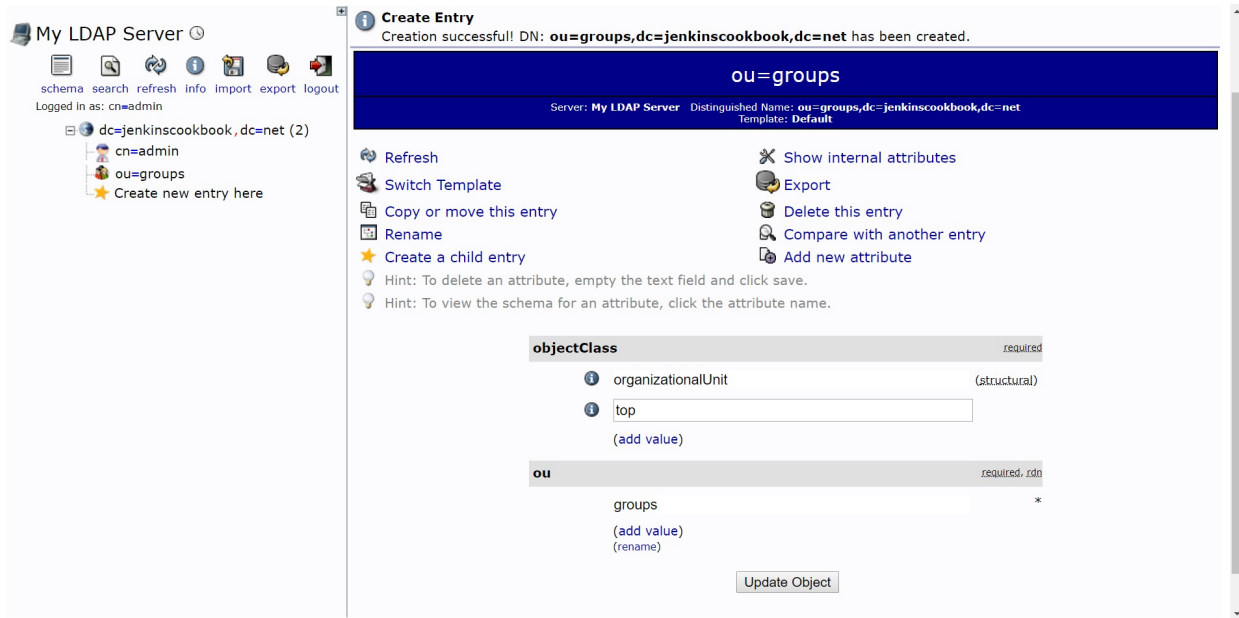 My LDAP Server
schema search refresh info import export logout
Logged in as: cn=admin
dc=jenkinscookbook,dc=net (2)
cn=admin
ou=groups
Create new entry here
Create Entry
Creation successful! DN: ou=groups,dc=jenkinscookbook,dc=net has been created.
ou=groups
Server: My LDAP Server Distinguished Name: ou=groups,dc=jenkinscookbook,dc=net
Template: Default
Refresh
Show internal attributes
Switch Template
Export
Copy or move this entry
Delete this entry
Rename
Compare with another entry
Create a child entry
Add new attribute
Hint: To delete an attribute, empty the text field and click save.
Hint: To view the schema for an attribute, click the attribute name.
objectClass required
organizationalUnit (structural)
top
(add value)
ou required, rdn
groups *
(add value)
(rename)
Update Object